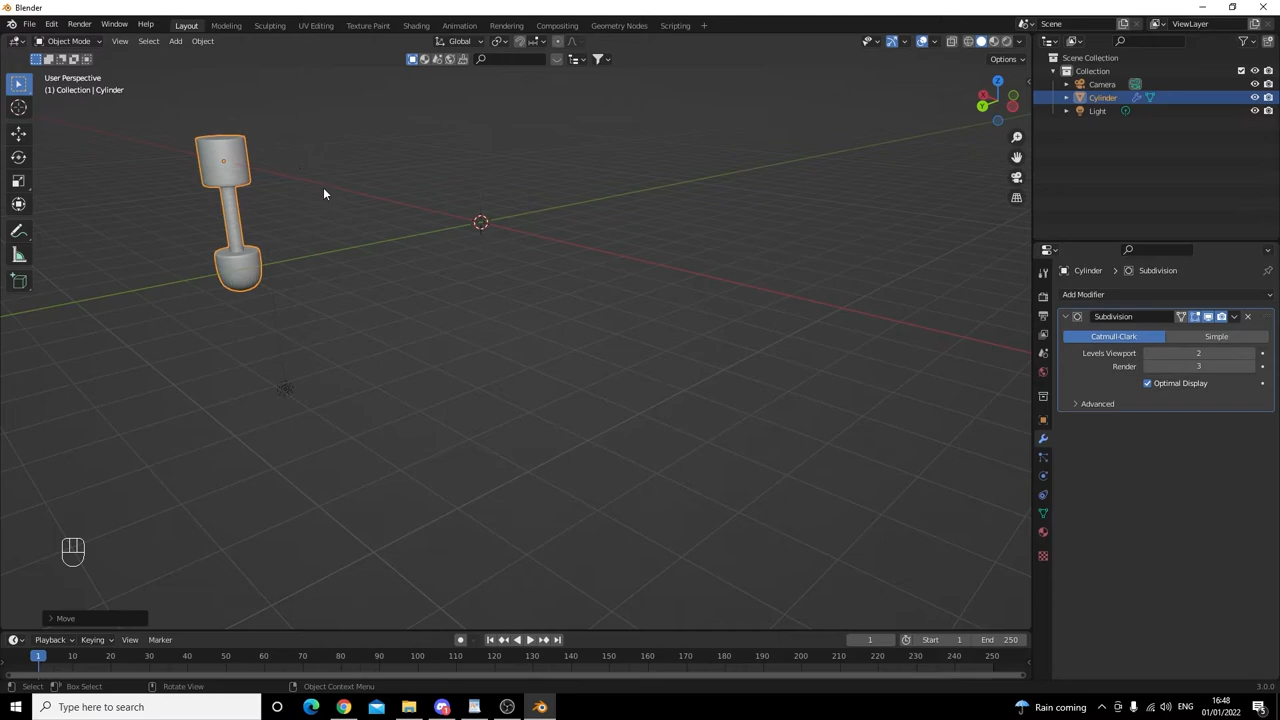 Blender
File Edit Render Window Help Layout Modeling Sculpting UV Editing Texture Paint Shading Animation Rendering Compositing Geometry Nodes Scripting + Scene ViewLayer
Object Mode View Select Add Object Global
Options
User Perspective
(1) Collection | Cylinder
Scene Collection
Collection
Camera
Cylinder
Light
Cylinder > Subdivision
Add Modifier
Subdivision
Catmull-Clark Simple
Levels Viewport 2
Render 3
Optimal Display
Advanced
Move
Playback Keying View Marker 1 Start 1 End 250
1 10 20 30 40 50 60 70 80 90 100 110 120 130 140 150 160 170 180 190 200 210 220 230 240 250
Select Box Select Rotate View Object Context Menu 3.0.0
Type here to search Rain coming ENG 16:48
01/01/2022